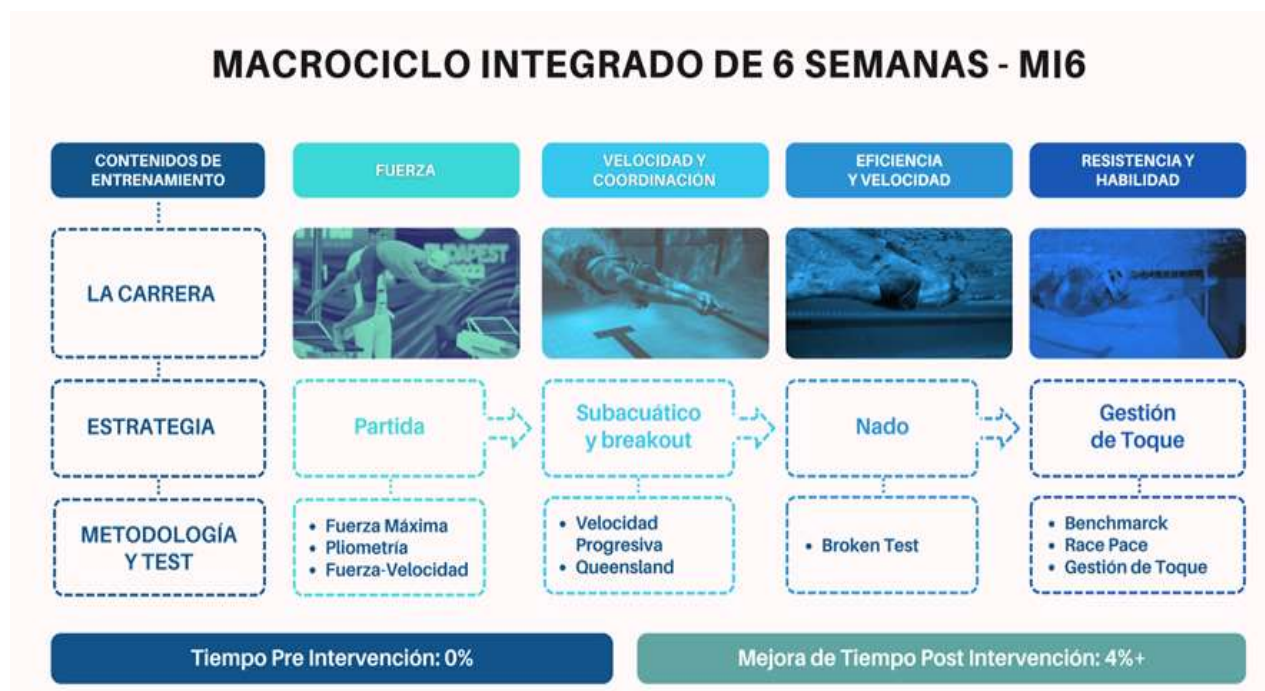 MACROCICLO INTEGRADO DE 6 SEMANAS - MI6
CONTENIDOS DE
ENTRENAMIENTO
FUERZA
VELOCIDAD Y
COORDINACIÓN
EFICIENCIA
Y VELOCIDAD
RESISTENCIA Y
HABILIDAD
LA CARRERA
BUDAPEST
ESTRATEGIA
Partida
Subacuático
y breakout
Nado
Gestión
de Toque
METODOLOGÍA
Y TEST
• Fuerza Máxima
• Pliometría
• Fuerza-Velocidad
• Velocidad
Progresiva
• Queensland
• Broken Test
• Benchmarck
• Race Pace
• Gestión de Toque
Tiempo Pre Intervención: 0%
Mejora de Tiempo Post Intervención: 4%+